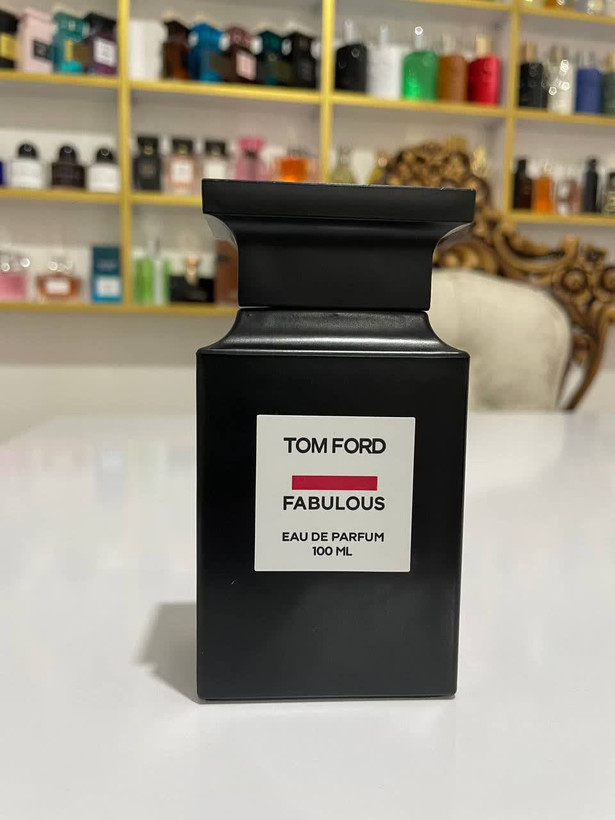 TOM FORD
FABULOUS
EAU DE PARFUM
100 ML